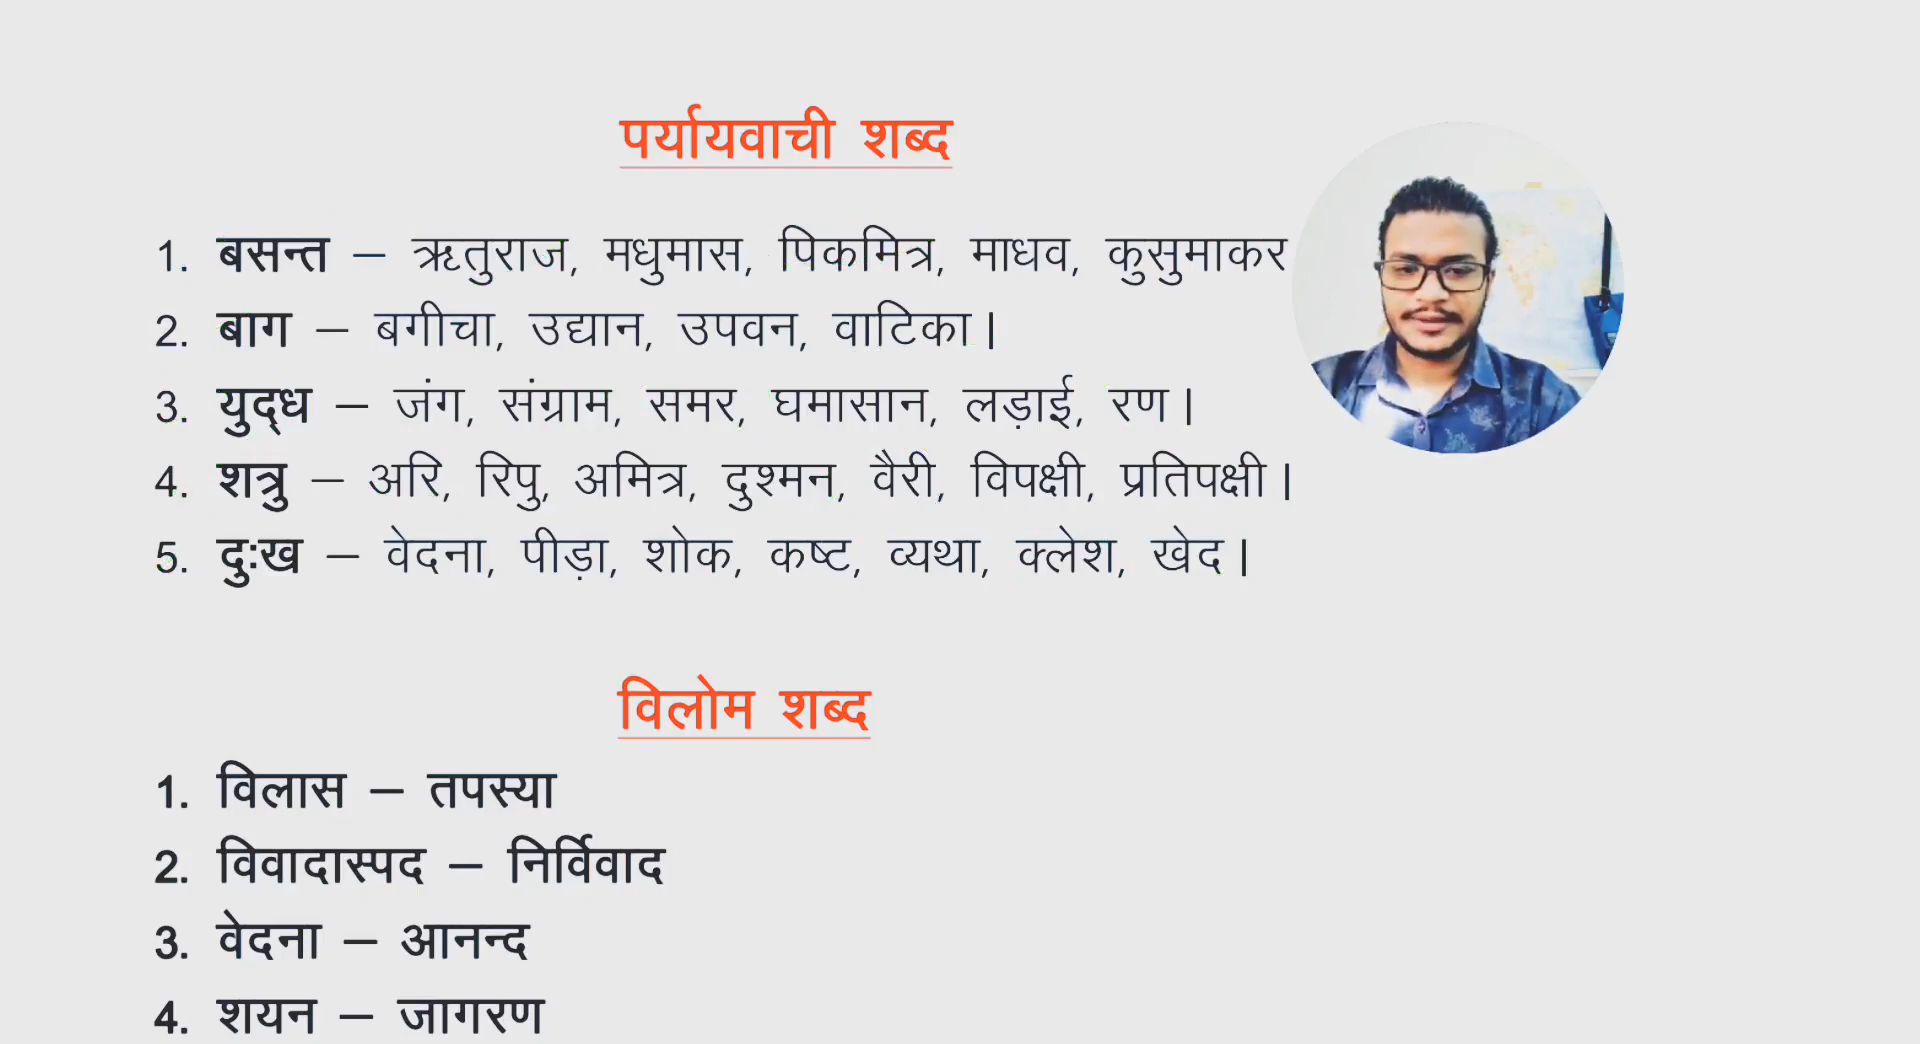 पर्यायवाची शब्द
1. बसन्त – ऋतुराज, मधुमास, पिकमित्र, माधव, कुसुमाकर
2. बाग – बगीचा, उद्यान, उपवन, वाटिका।
3. युद्ध – जंग, संग्राम, समर, घमासान, लड़ाई, रण।
4. शत्रु – अरि, रिपु, अमित्र, दुश्मन, वैरी, विपक्षी, प्रतिपक्षी।
5. दुःख – वेदना, पीड़ा, शोक, कष्ट, व्यथा, क्लेश, खेद।
विलोम शब्द
1. विलास – तपस्या
2. विवादास्पद – निर्विवाद
3. वेदना – आनन्द
4. शयन – जागरण